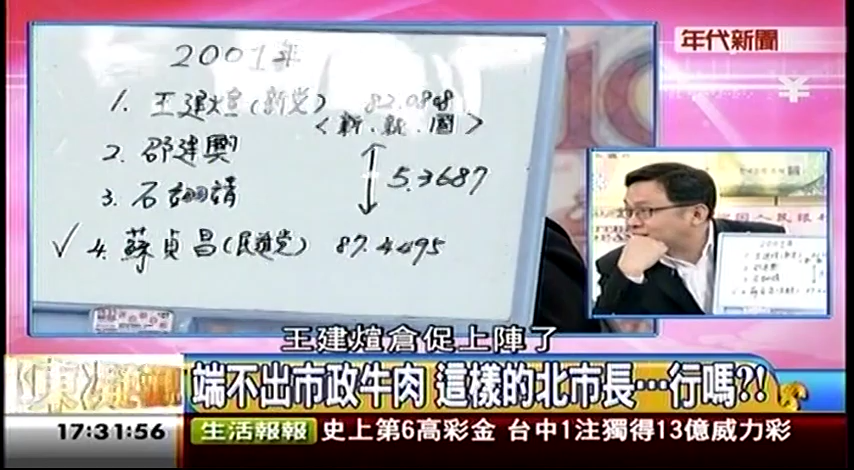 年代新聞
2001年
1. 王建煊(新党) 82.0848
<新.親.國>
2. 邵建興
5.3687
3. 石翊靖
✓ 4. 蘇貞昌(民進党) 87.4495
王建煊倉促上陣了
端不出市政牛肉 這樣的北市長…行嗎?!
17:31:56
生活報報 史上第6高彩金 台中1注獨得13億威力彩